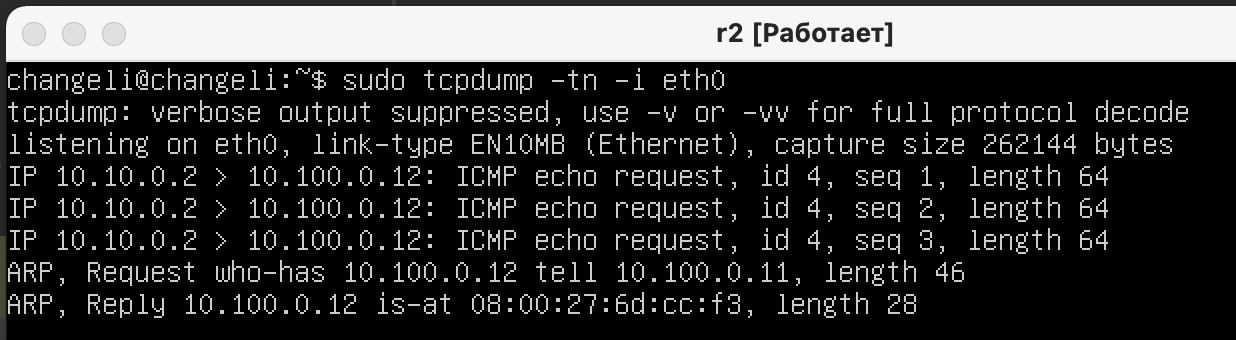 r2 [Работает]
changeli@changeli:~$ sudo tcpdump -tn -i eth0
tcpdump: verbose output suppressed, use -v or -vv for full protocol decode
listening on eth0, link-type EN10MB (Ethernet), capture size 262144 bytes
IP 10.10.0.2 > 10.100.0.12: ICMP echo request, id 4, seq 1, length 64
IP 10.10.0.2 > 10.100.0.12: ICMP echo request, id 4, seq 2, length 64
IP 10.10.0.2 > 10.100.0.12: ICMP echo request, id 4, seq 3, length 64
ARP, Request who-has 10.100.0.12 tell 10.100.0.11, length 46
ARP, Reply 10.100.0.12 is-at 08:00:27:6d:cc:f3, length 28